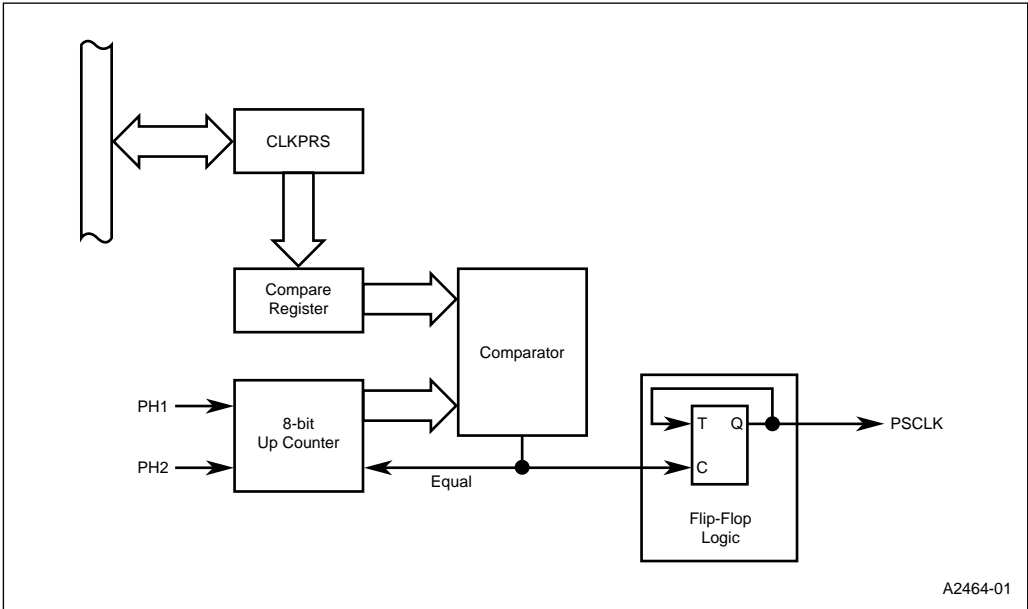 CLKPRS
Compare
Register
Comparator
PH1
8-bit
Up Counter
PH2
Equal
T Q
C
PSCLK
Flip-Flop
Logic
A2464-01